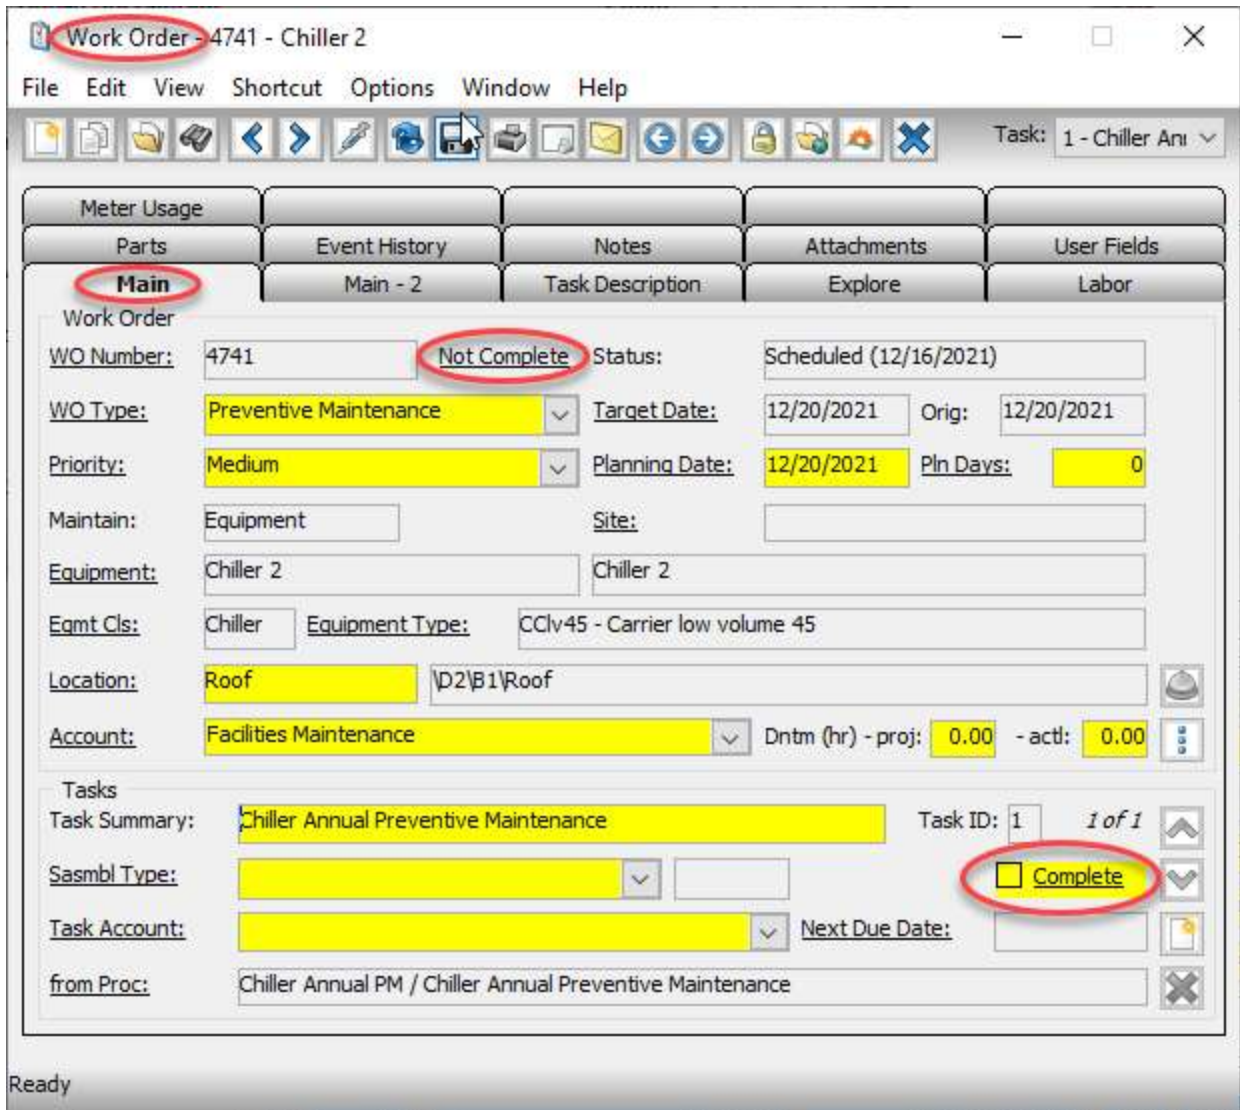 Work Order - 4741 - Chiller 2
File Edit View Shortcut Options Window Help
Task: 1 - Chiller Ani
Meter Usage
Parts Event History Notes Attachments User Fields
Main Main - 2 Task Description Explore Labor
Work Order
WO Number: 4741 Not Complete Status: Scheduled (12/16/2021)
WO Type: Preventive Maintenance Target Date: 12/20/2021 Orig: 12/20/2021
Priority: Medium Planning Date: 12/20/2021 Pln Days: 0
Maintain: Equipment Site:
Equipment: Chiller 2 Chiller 2
Eqmt Cls: Chiller Equipment Type: CClv45 - Carrier low volume 45
Location: Roof \D2\B1\Roof
Account: Facilities Maintenance Dntm (hr) - proj: 0.00 - actl: 0.00
Tasks
Task Summary: Chiller Annual Preventive Maintenance Task ID: 1 1 of 1
Sasmbl Type: Complete
Task Account: Next Due Date:
from Proc: Chiller Annual PM / Chiller Annual Preventive Maintenance
Ready